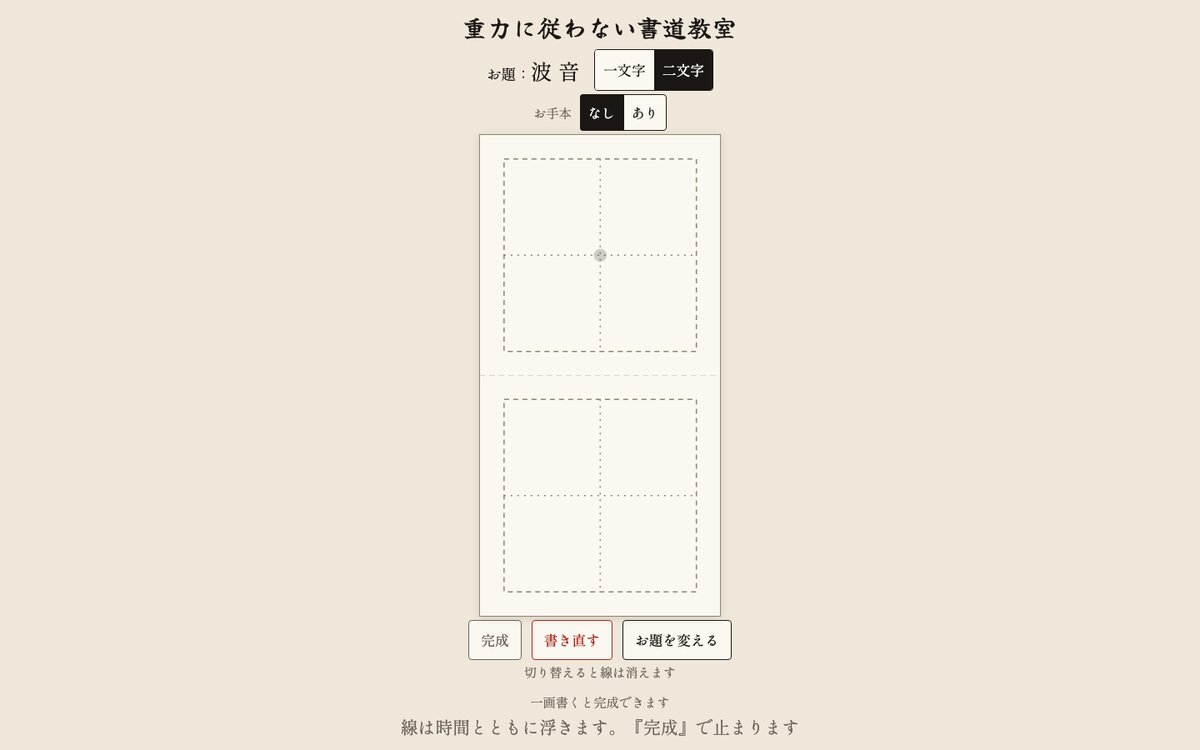 重力に従わない書道教室
お題：波音 一文字 二文字
お手本 なし あり
完成 書き直す お題を変える
切り替えると線は消えます
一画書くと完成できます
線は時間とともに浮きます。『完成』で止まります